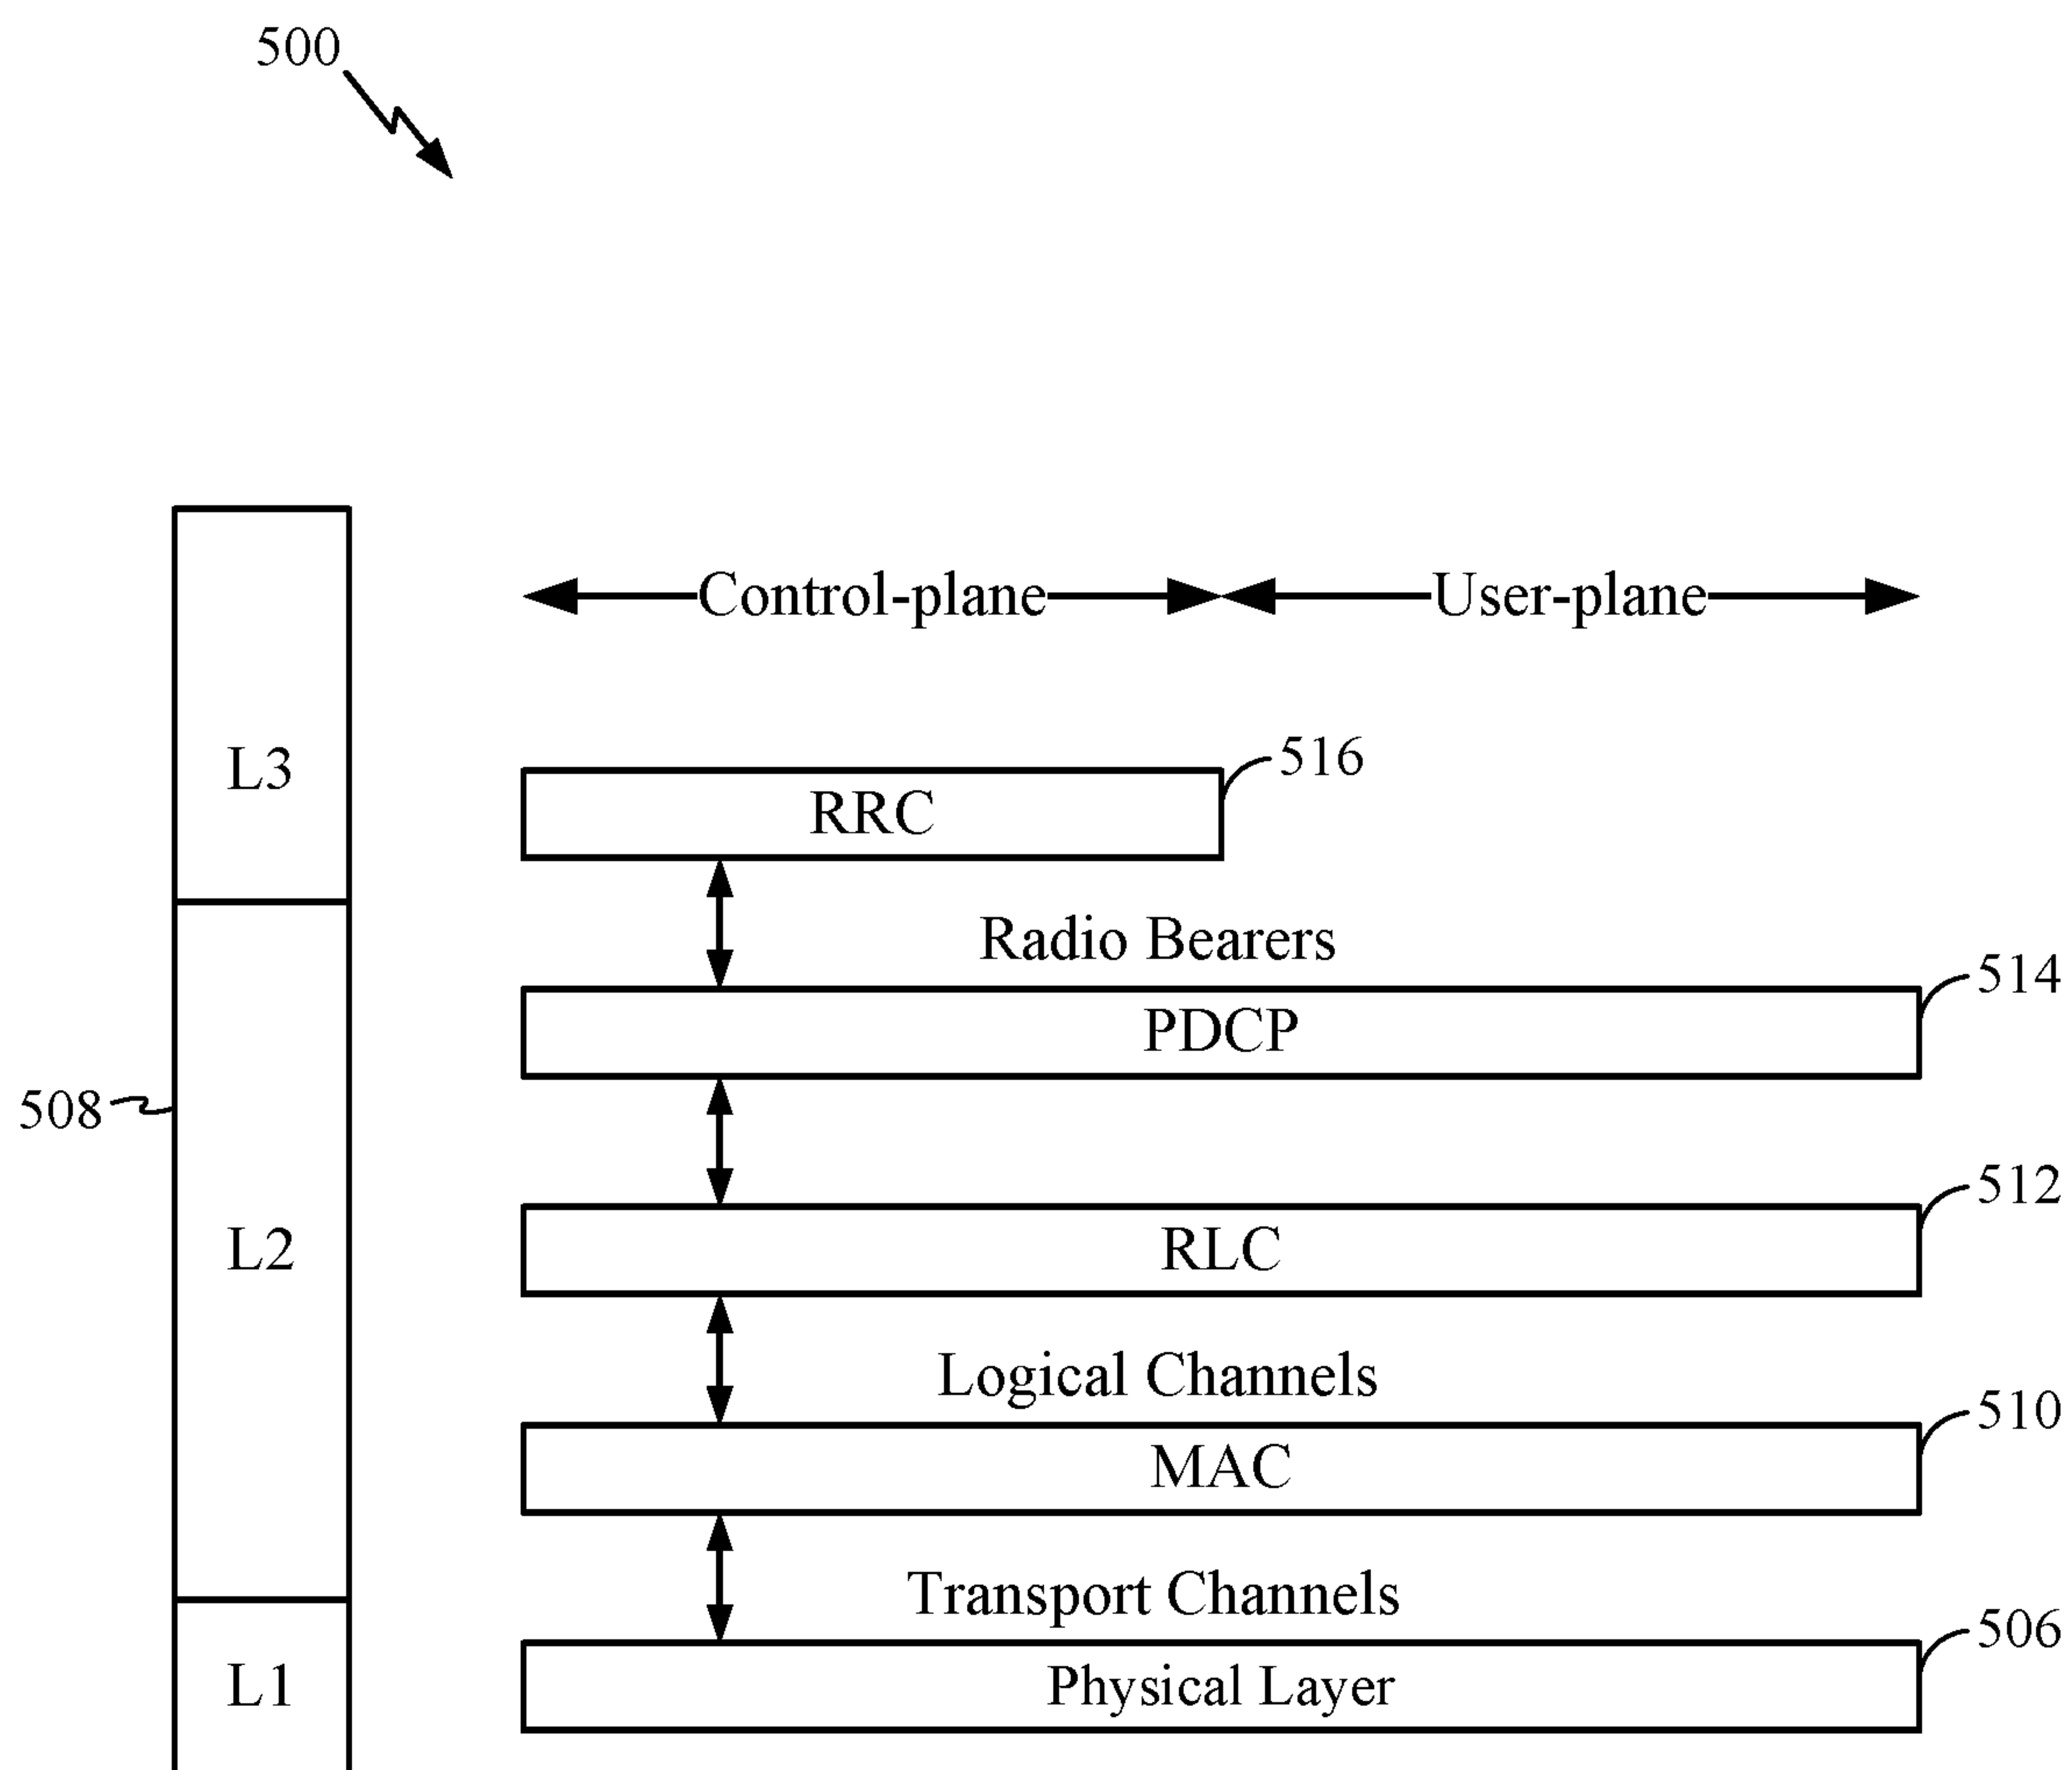 500
Control-plane User-plane
L3
516
RRC
Radio Bearers
514
PDCP
508
512
L2
RLC
Logical Channels
510
MAC
Transport Channels
506
L1
Physical Layer